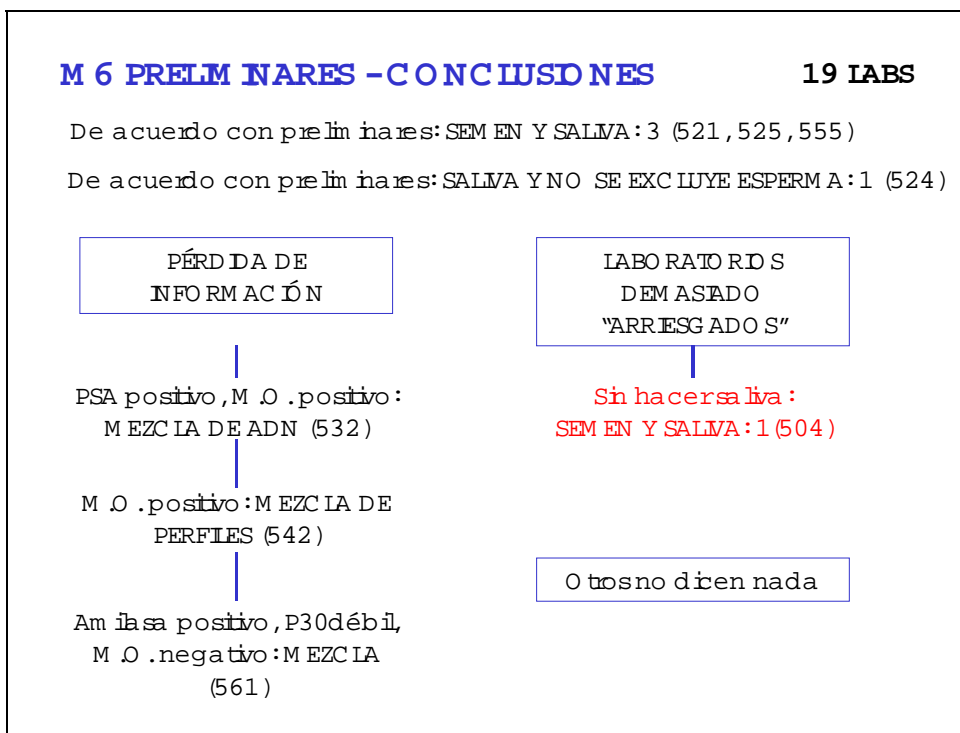 M6 PRELIMINARES - CONCLUSIONES
19 LABS
De acuerdo con preliminares: SEMEN Y SALIVA: 3 (521, 525, 555)
De acuerdo con preliminares: SALIVA Y NO SE EXCLUYE ESPERMA: 1 (524)
PÉRDIDA DE
INFORMACIÓN
PSA positivo, M.O. positivo:
MEZCLA DE ADN (532)
M.O. positivo: MEZCLA DE
PERFILES (542)
Amilasa positivo, P30 débil,
M.O. negativo: MEZCLA
(561)
LABORATORIOS
DEMASIADO
“ARRIESGADOS”
Sin hacer saliva:
SEMEN Y SALIVA: 1 (504)
Otros no dicen nada